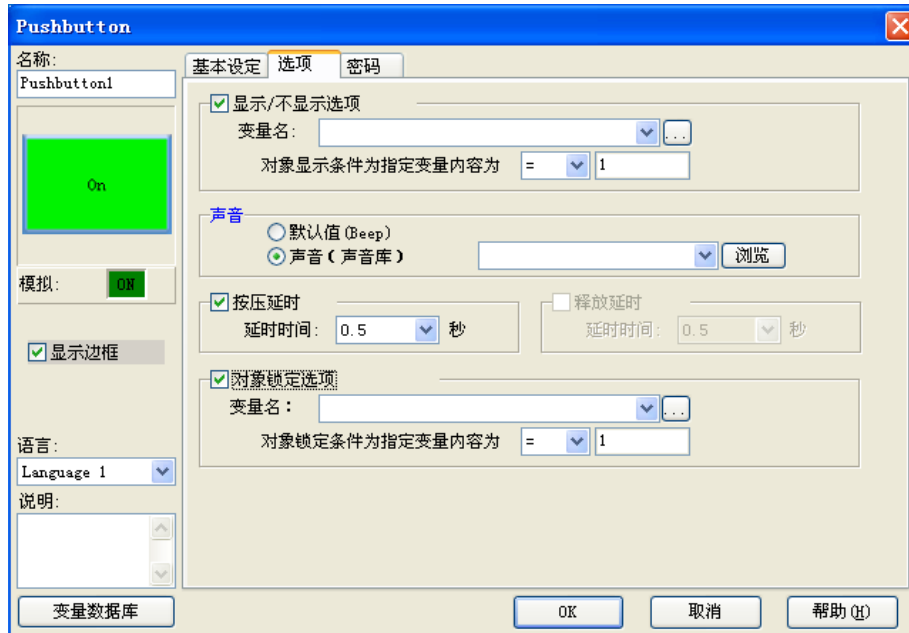 Pushbutton
名称:
Pushbutton1
On
模拟:
ON
显示边框
语言:
Language 1
说明:
变量数据库
基本设定 选项 密码
显示/不显示选项
变量名:
...
对象显示条件为指定变量内容为 = 1
声音
默认值(Beep)
声音(声音库) 浏览
按压延时
延时时间: 0.5 秒
释放延时
延时时间: 0.5 秒
对象锁定选项
变量名:
...
对象锁定条件为指定变量内容为 = 1
OK 取消 帮助(H)